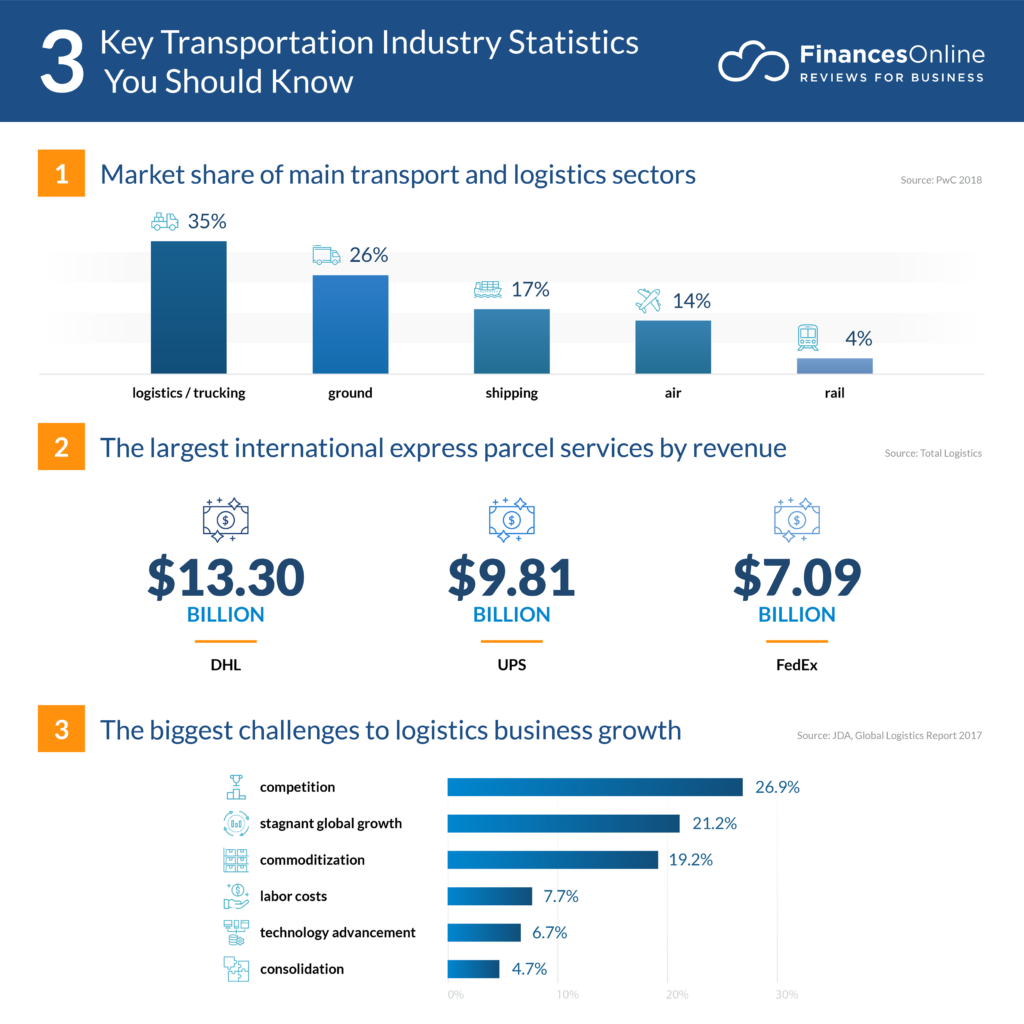 3
Key Transportation Industry Statistics
You Should Know
FinancesOnline
REVIEWS FOR BUSINESS
1
Market share of main transport and logistics sectors
Source: PwC 2018
35%
26%
17%
14%
4%
logistics / trucking
ground
shipping
air
rail
2
The largest international express parcel services by revenue
Source: Total Logistics
$
$
$
$13.30
BILLION
DHL
$9.81
BILLION
UPS
$7.09
BILLION
FedEx
3
The biggest challenges to logistics business growth
Source: JDA, Global Logistics Report 2017
competition 26.9%
stagnant global growth 21.2%
commoditization 19.2%
$
labor costs 7.7%
technology advancement 6.7%
consolidation 4.7%
0% 10% 20% 30%